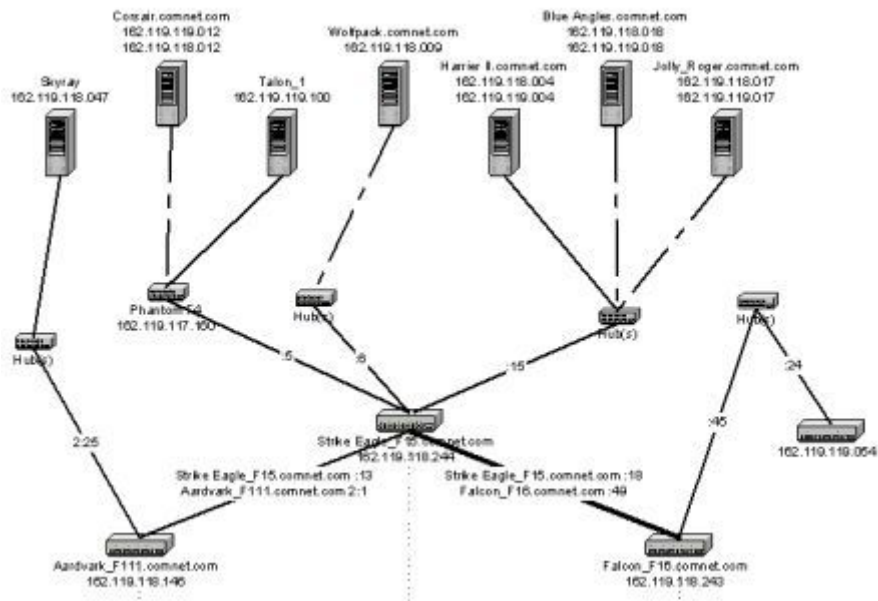 Corsair.comnet.com
162.119.119.012
162.119.118.012
Wolfpack.comnet.com
162.119.118.009
Blue Angles.comnet.com
162.119.118.018
162.119.119.018
Skyray
162.119.118.047
Talon_1
162.119.119.100
Harrier II.comnet.com
162.119.118.004
162.119.119.004
Jolly_Roger.comnet.com
162.119.118.017
162.119.119.017
Phantom F4
162.119.117.160
Hub(s)
Hub(s)
Hub(s)
Hub(s)
:5
:6
:15
:24
:45
2:25
Strike Eagle_F15.comnet.com
162.119.118.244
162.119.119.054
Strike Eagle_F15.comnet.com :13
Aardvark_F111.comnet.com 2:1
Strike Eagle_F15.comnet.com :18
Falcon_F16.comnet.com :49
Aardvark_F111.comnet.com
162.119.118.146
Falcon_F16.comnet.com
162.119.118.243